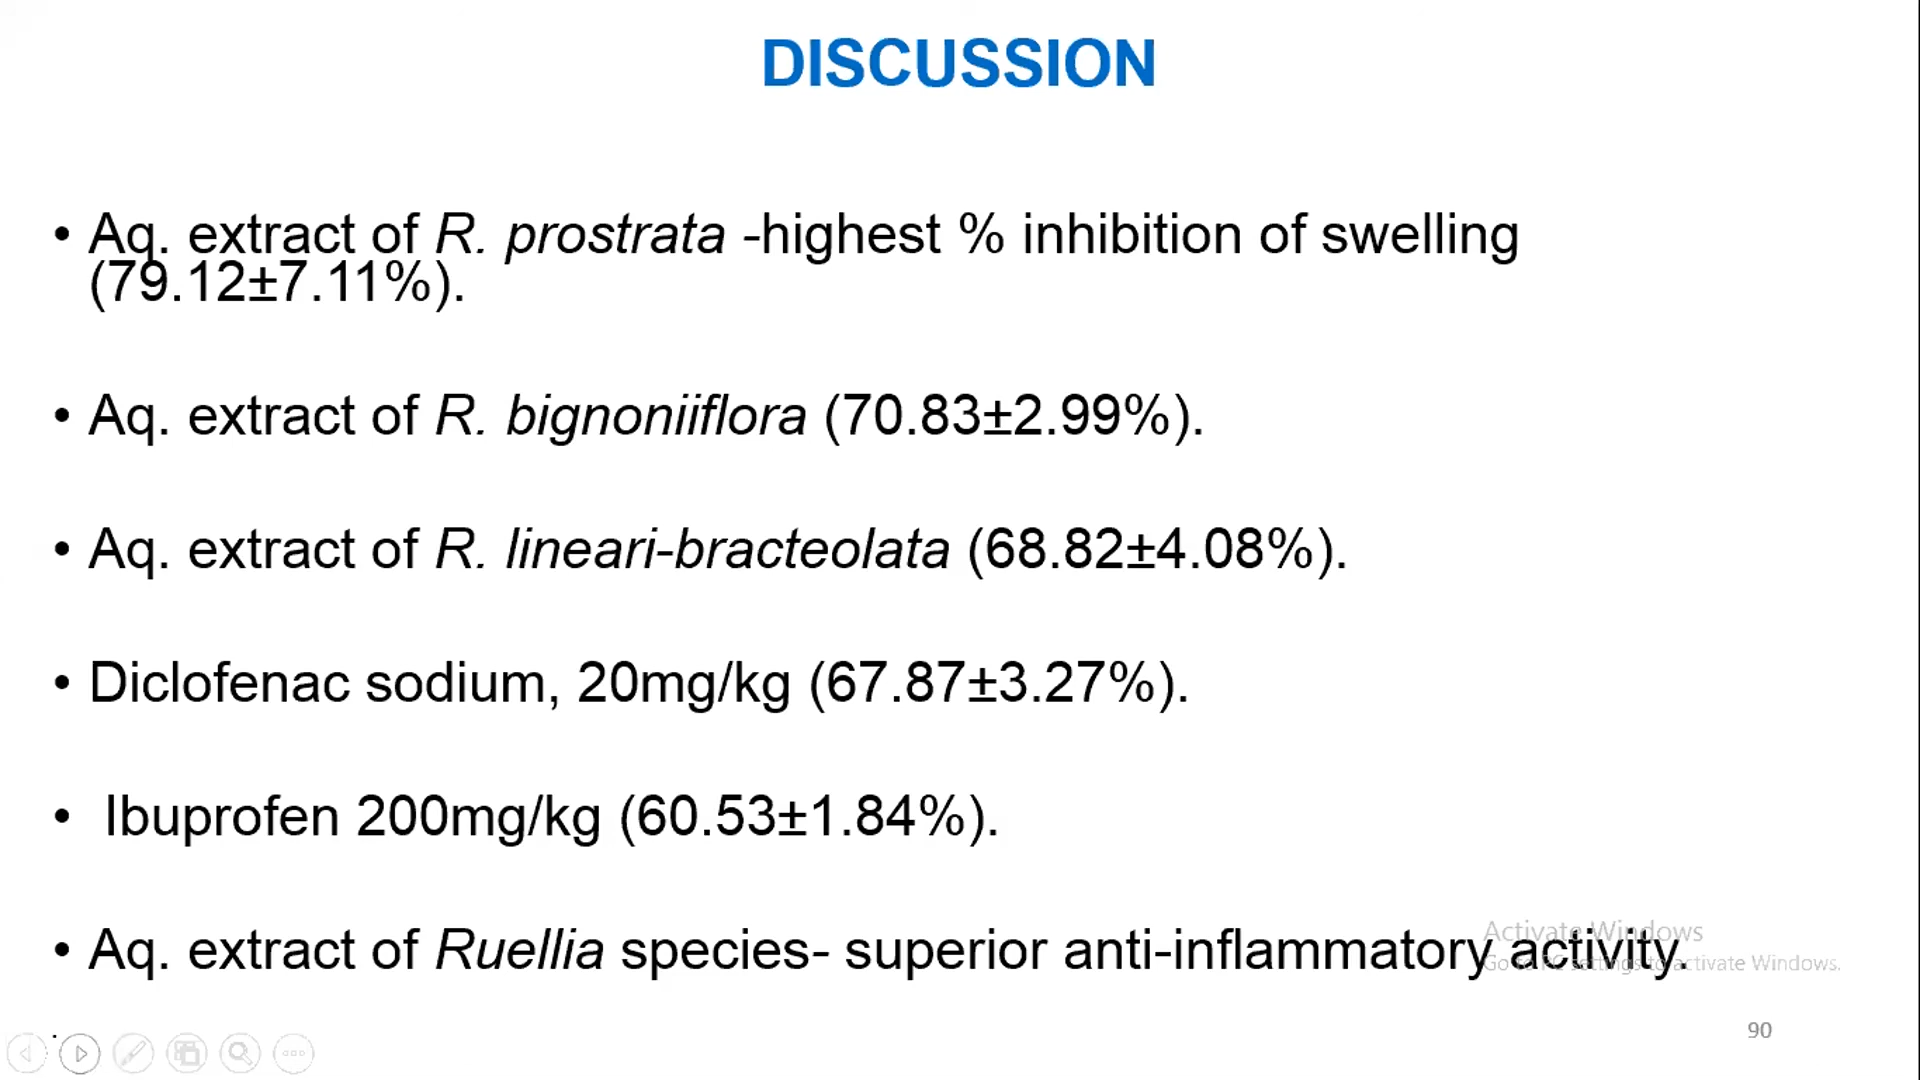 DISCUSSION
• Aq. extract of R. prostrata -highest % inhibition of swelling
(79.12±7.11%).
• Aq. extract of R. bignoniiflora (70.83±2.99%).
• Aq. extract of R. lineari-bracteolata (68.82±4.08%).
• Diclofenac sodium, 20mg/kg (67.87±3.27%).
• Ibuprofen 200mg/kg (60.53±1.84%).
• Aq. extract of Ruellia species- superior anti-inflammatory activity.
Activate Windows
Go to PC settings to activate Windows.
90